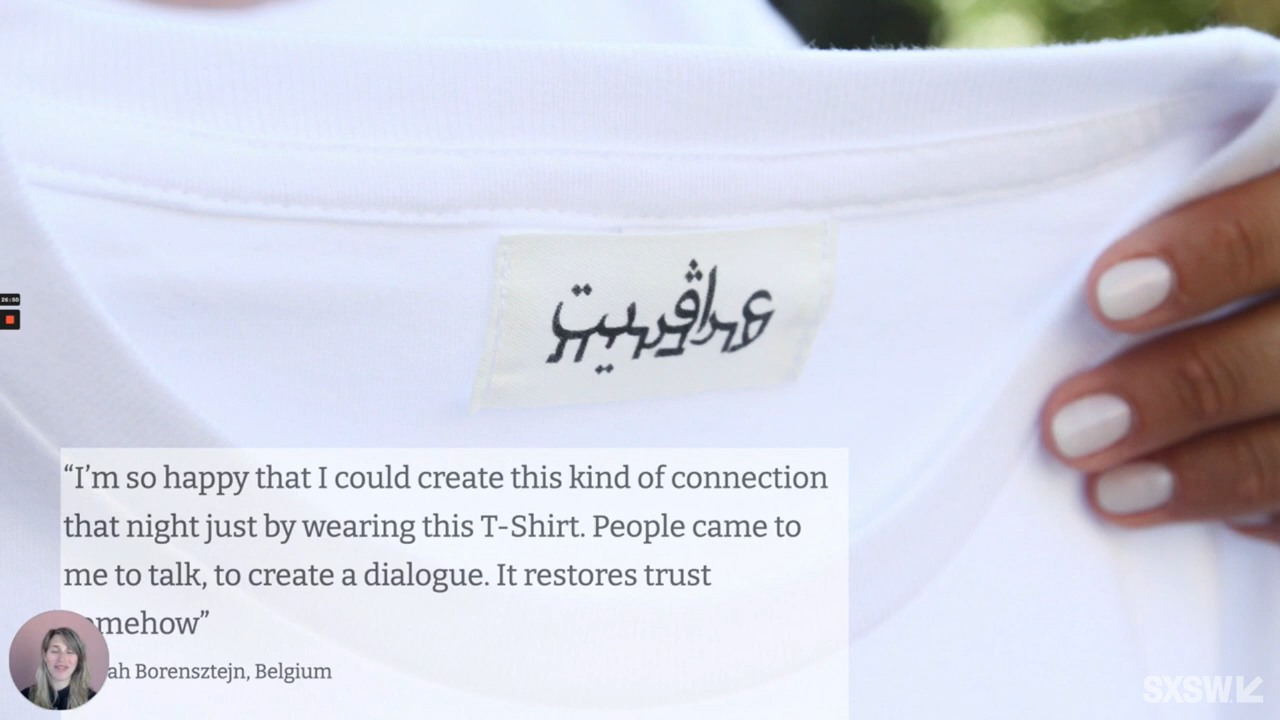 “I’m so happy that I could create this kind of connection
that night just by wearing this T-Shirt. People came to
me to talk, to create a dialogue. It restores trust
somehow”
Borensztejn, Belgium
SXSW